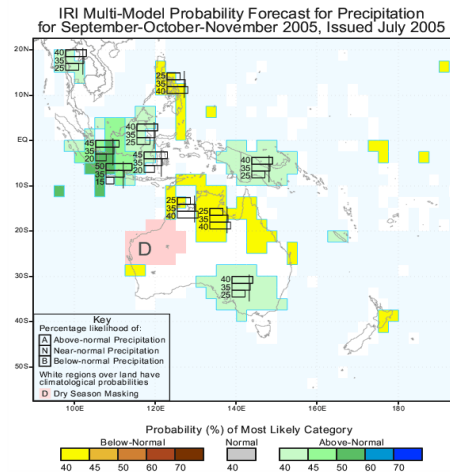 IRI Multi-Model Probability Forecast for Precipitation
for September-October-November 2005, Issued July 2005
20N
10N
EQ
10S
20S
30S
40S
50S
100E
120E
140E
160E
180
40
35
25
25
35
40
40
35
25
45
35
20
45
35
20
50
35
15
40
35
25
25
35
40
25
35
40
40
35
25
D
Key
Percentage likelihood of:
A Above-normal Precipitation
N Near-normal Precipitation
B Below-normal Precipitation
White regions over land have
climatological probabilities
D Dry Season Masking
Probability (%) of Most Likely Category
Below-Normal Normal Above-Normal
40 45 50 60 70 40 40 45 50 60 70